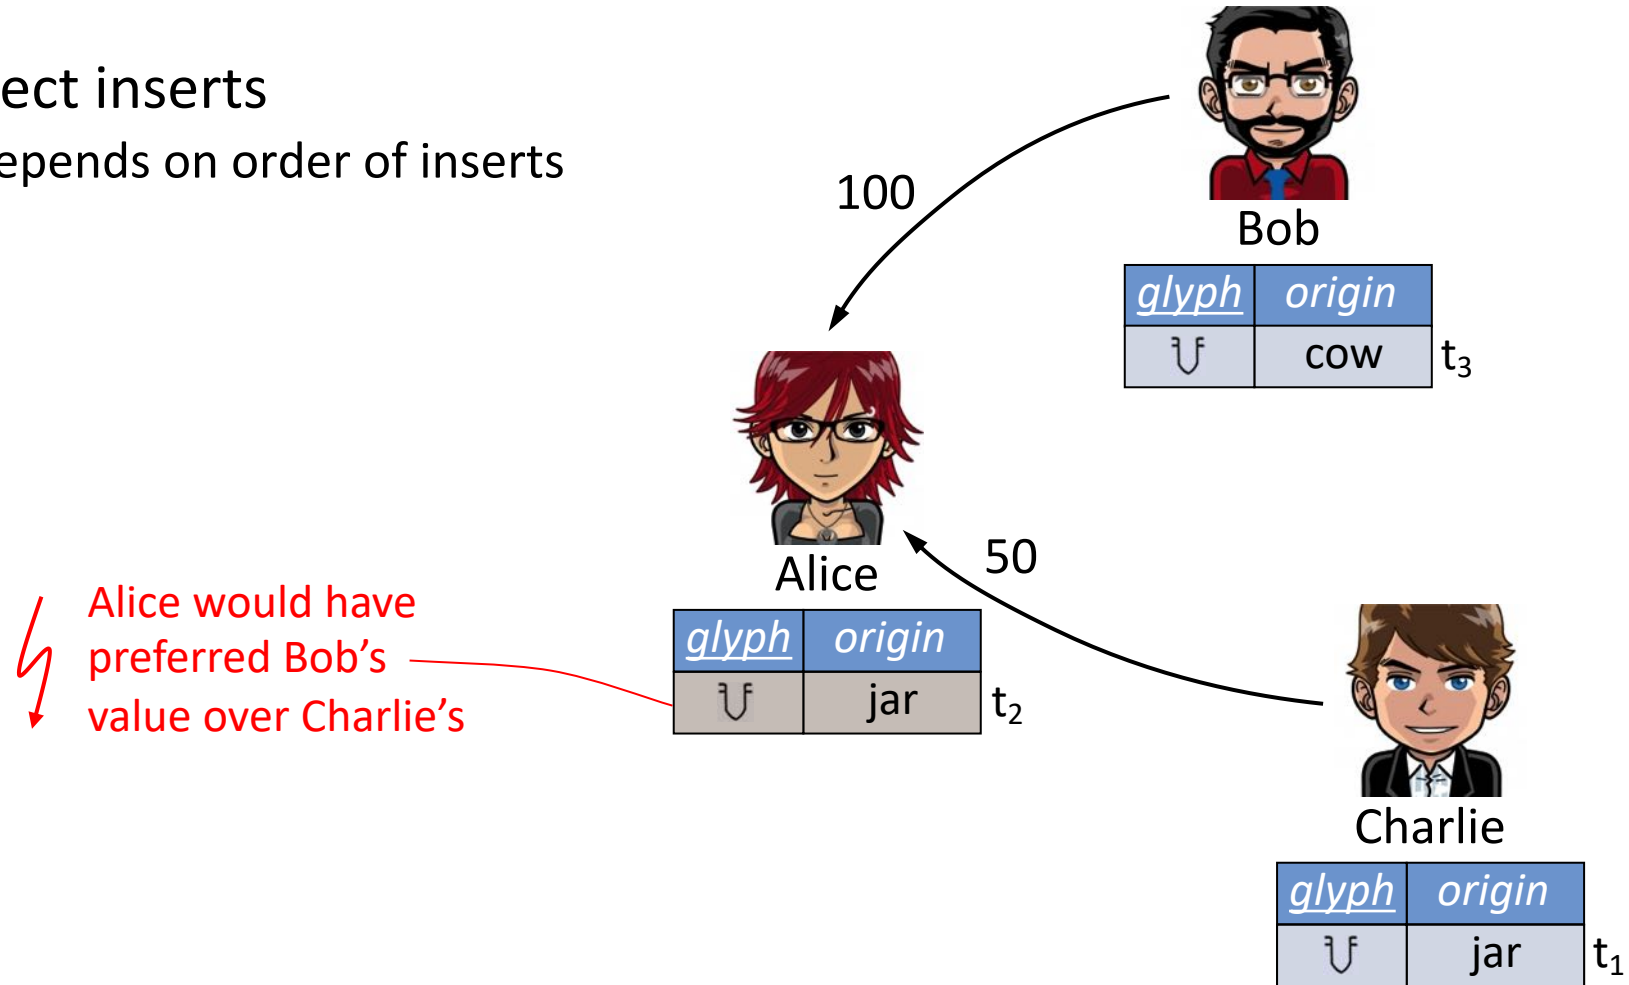 ect inserts
epends on order of inserts
100
Bob
glyph origin
cow t₃
50
Alice
glyph origin
jar t₂
Alice would have
preferred Bob’s
value over Charlie’s
Charlie
glyph origin
jar t₁